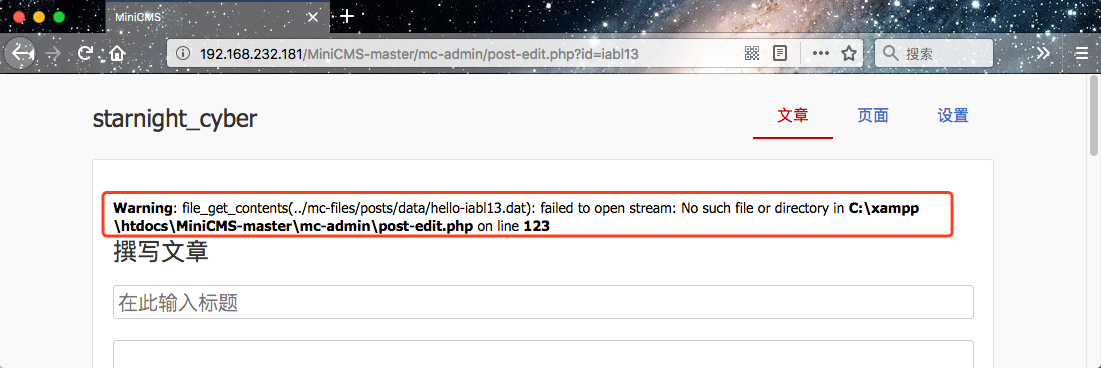 MiniCMS
192.168.232.181/MiniCMS-master/mc-admin/post-edit.php?id=iabl13
搜索
starnight_cyber
文章 页面 设置
Warning: file_get_contents(../mc-files/posts/data/hello-iabl13.dat): failed to open stream: No such file or directory in C:\xampp
\htdocs\MiniCMS-master\mc-admin\post-edit.php on line 123
撰写文章
在此输入标题